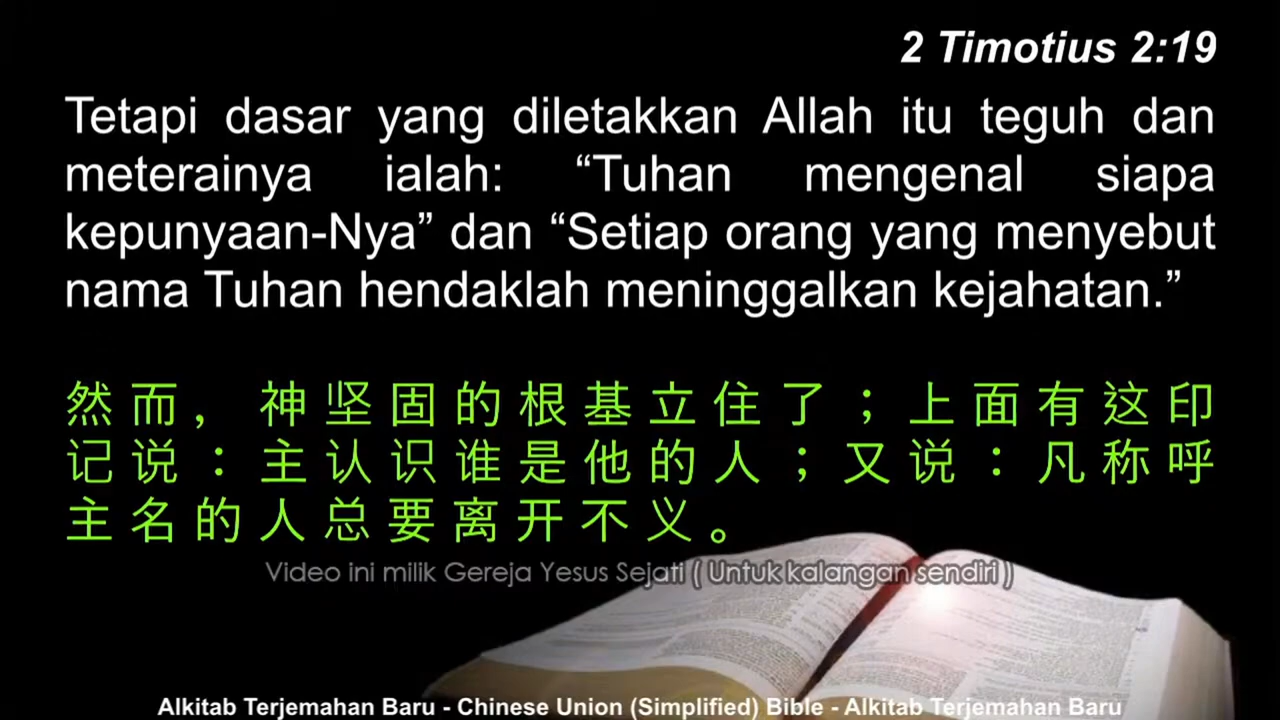 2 Timotius 2:19
Tetapi dasar yang diletakkan Allah itu teguh dan
meterainya ialah: “Tuhan mengenal siapa
kepunyaan-Nya” dan “Setiap orang yang menyebut
nama Tuhan hendaklah meninggalkan kejahatan.”
然而，神坚固的根基立住了；上面有这印
记说：主认识谁是他的人；又说：凡称呼
主名的人总要离开不义。
Video ini milik Gereja Yesus Sejati ( Untuk kalangan sendiri )
Alkitab Terjemahan Baru - Chinese Union (Simplified) Bible - Alkitab Terjemahan Baru